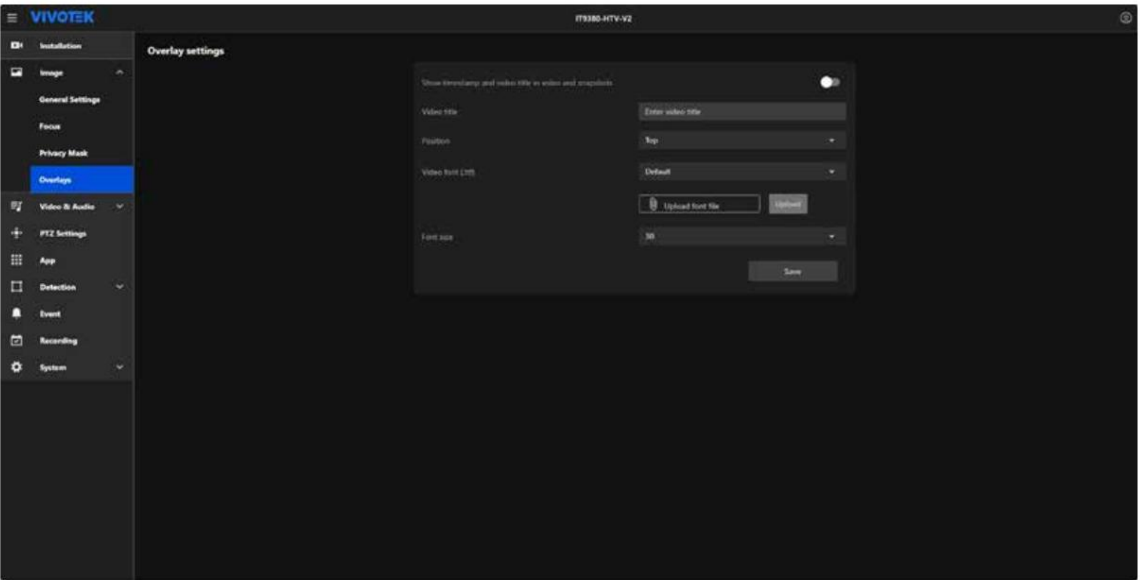 VIVOTEK
IT9380-HTV-V2
Installation
Image
General Settings
Focus
Privacy Mask
Overlays
Video & Audio
PTZ Settings
App
Detection
Event
Recording
System
Overlay settings
Show timestamp and video title in video and snapshots
Video title
Enter video title
Position
Top
Video font (.ttf)
Default
Upload font file
Upload
Font size
30
Save